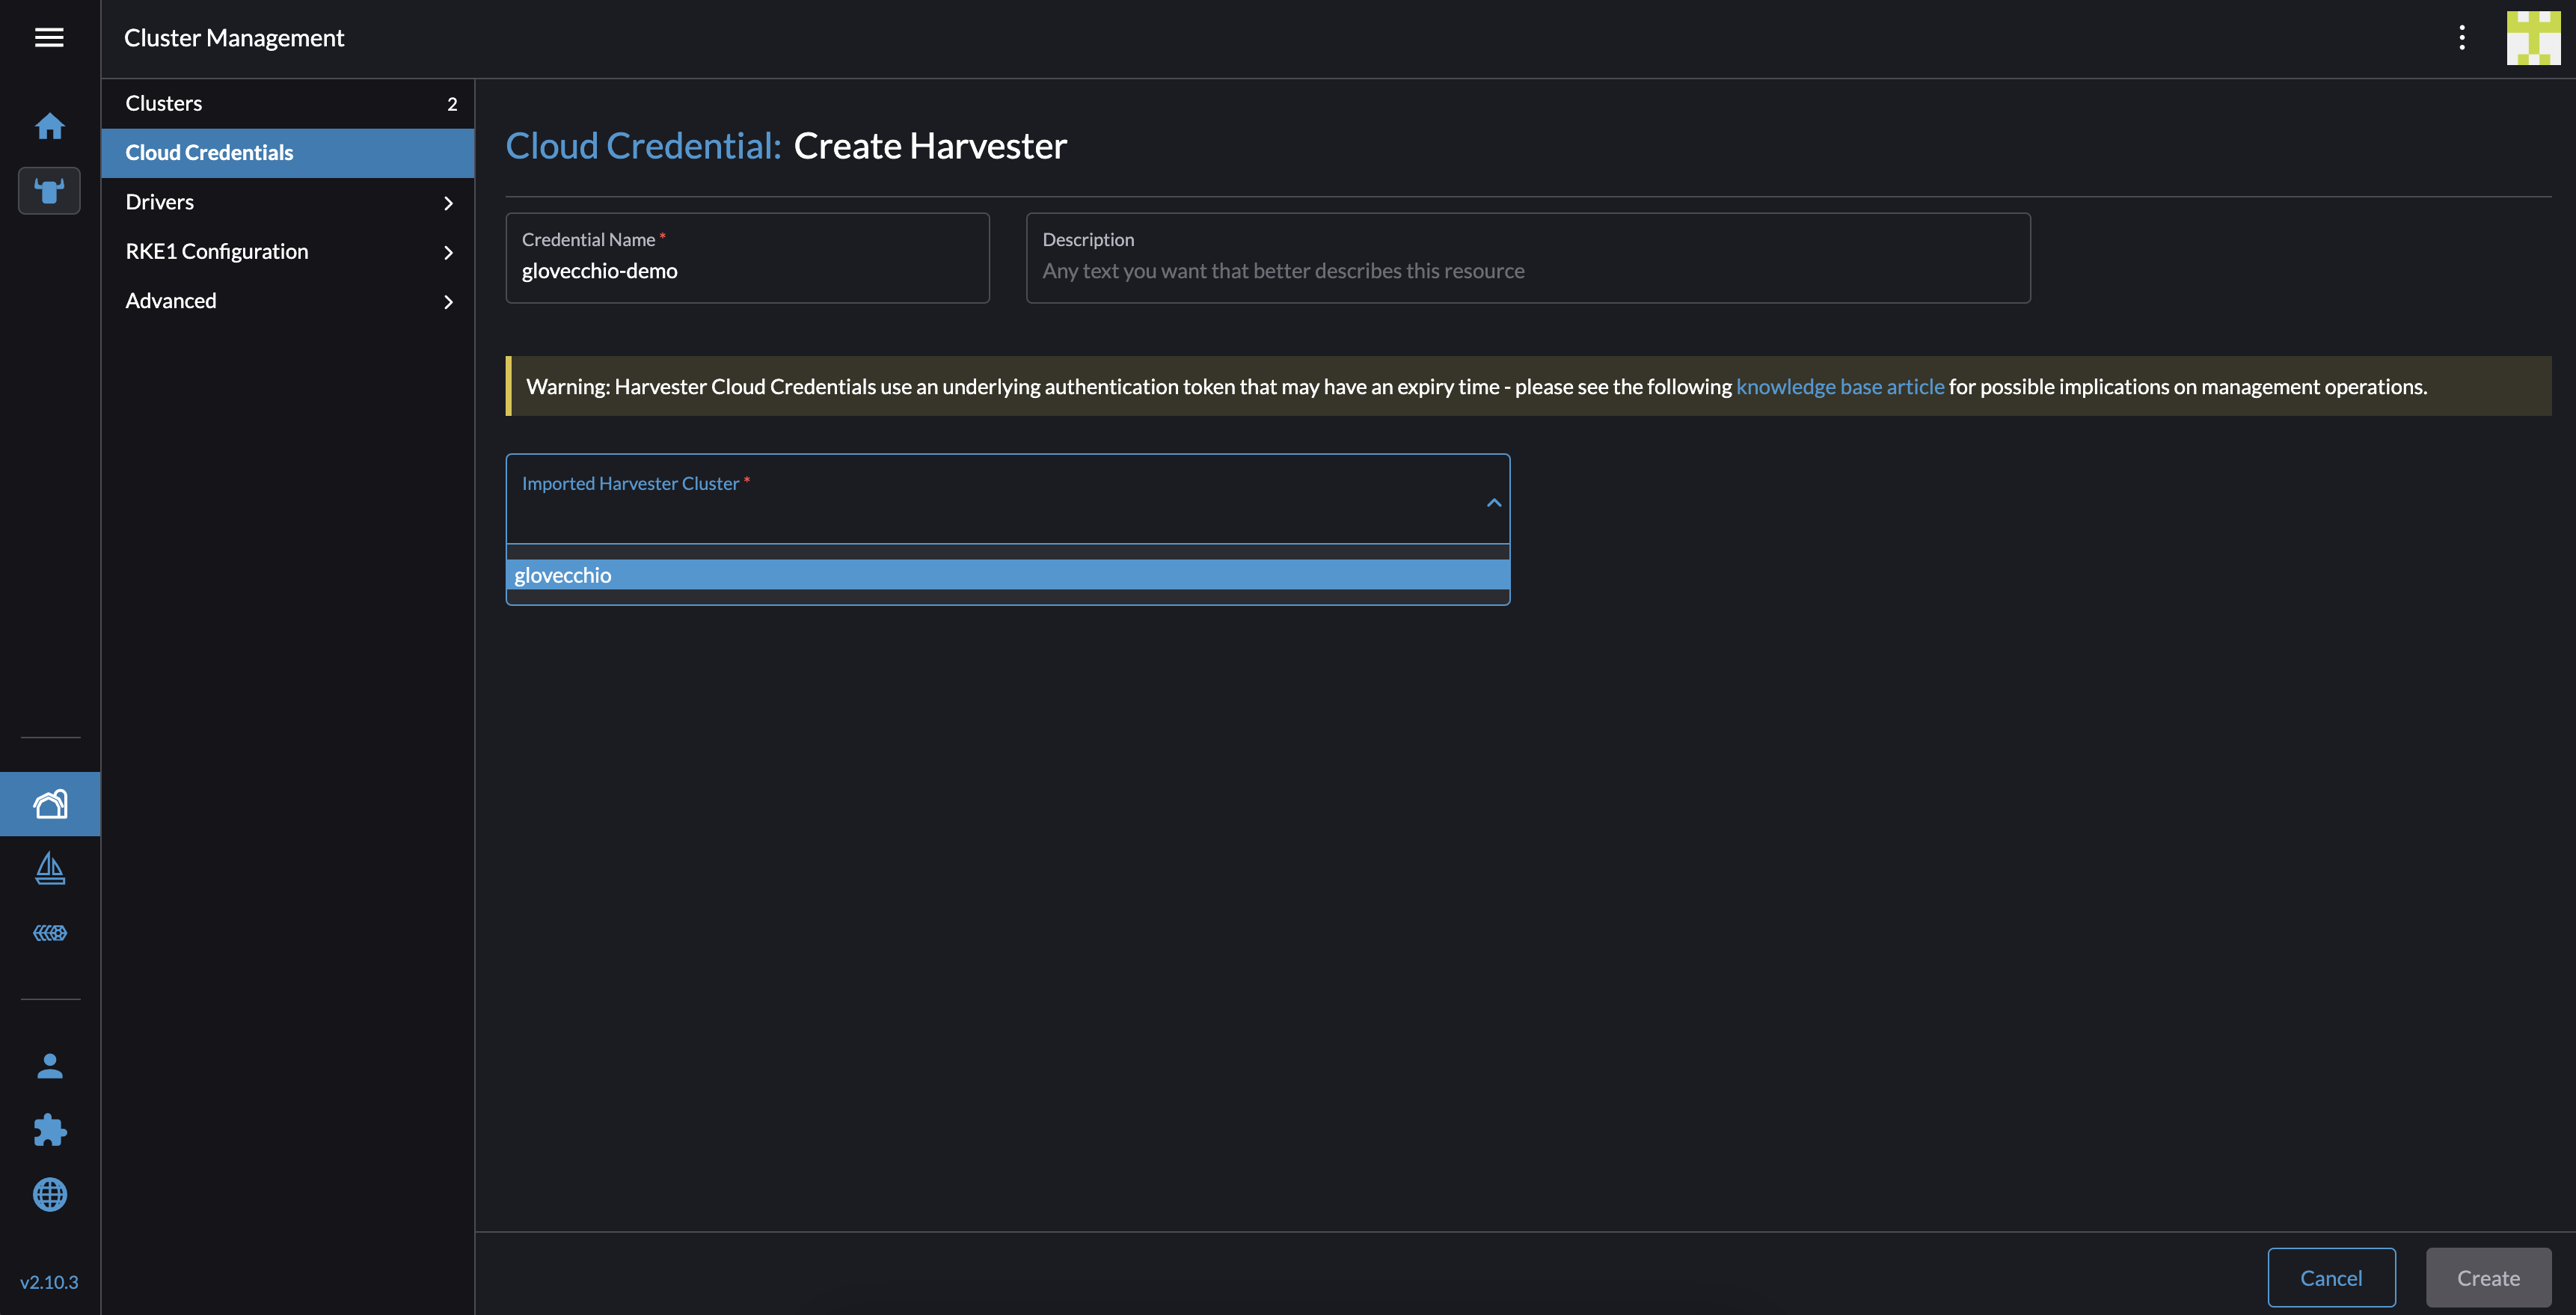 Cluster Management
Clusters 2
Cloud Credentials
Drivers
RKE1 Configuration
Advanced
Cloud Credential: Create Harvester
Credential Name *
glovecchio-demo
Description
Any text you want that better describes this resource
Warning: Harvester Cloud Credentials use an underlying authentication token that may have an expiry time - please see the following knowledge base article for possible implications on management operations.
Imported Harvester Cluster *
glovecchio
v2.10.3
Cancel
Create